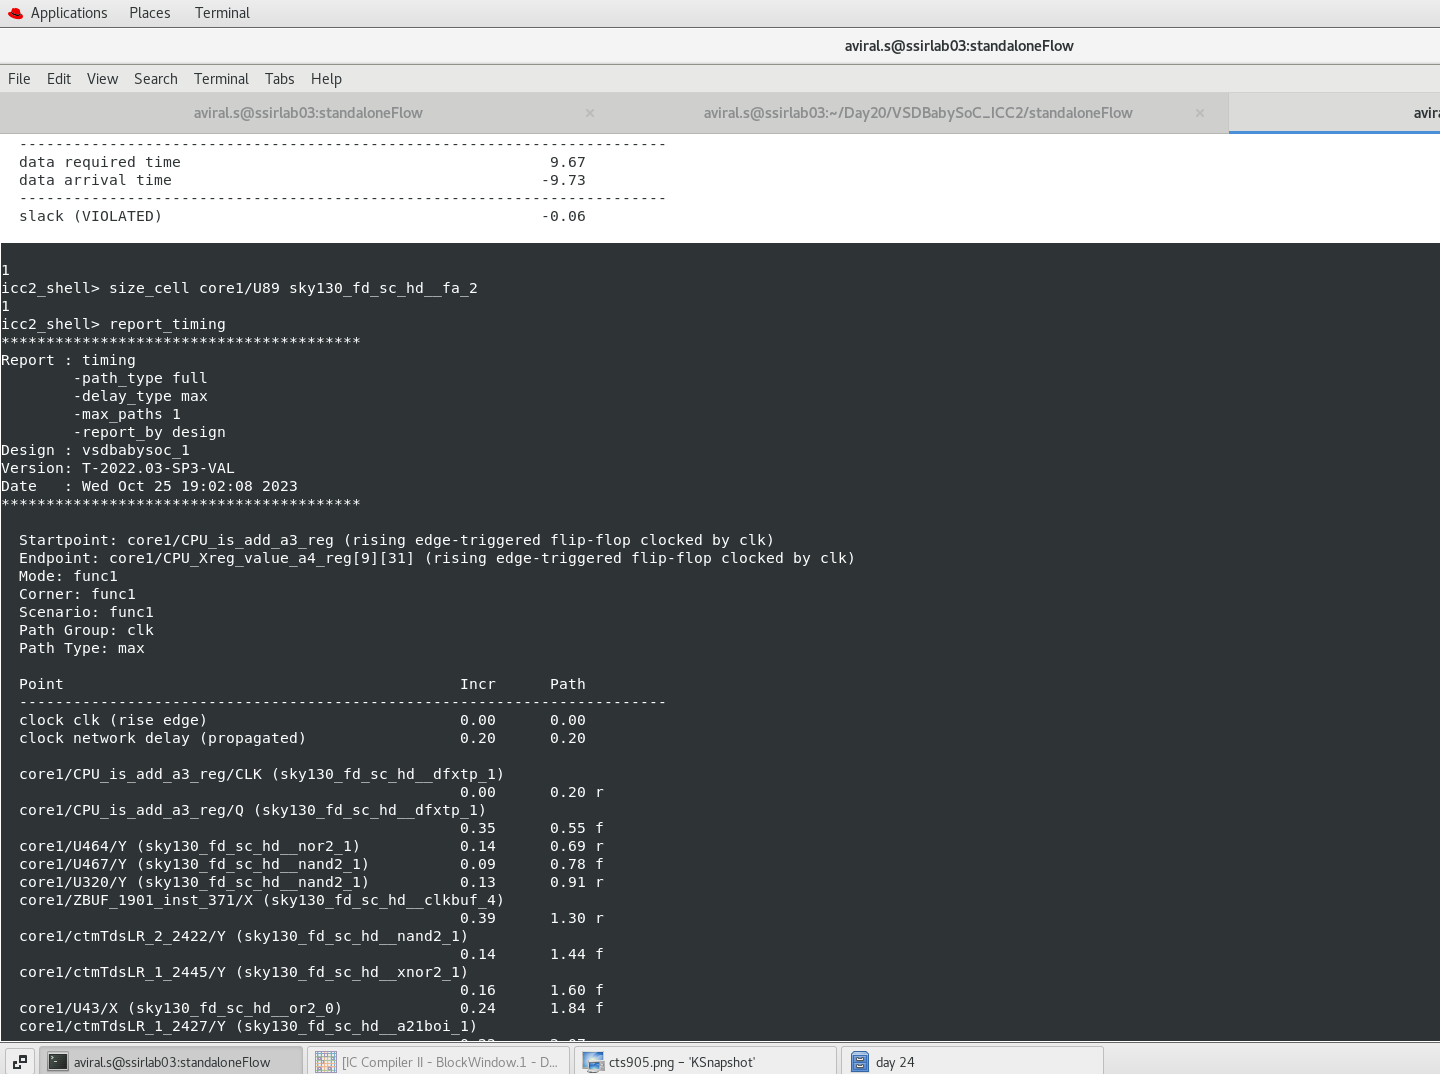 Applications Places Terminal
aviral.s@ssirlab03:standaloneFlow
File Edit View Search Terminal Tabs Help
aviral.s@ssirlab03:standaloneFlow × aviral.s@ssirlab03:~/Day20/VSDBabySoC_ICC2/standaloneFlow × avira
------------------------------------------------------------------------
data required time 9.67
data arrival time -9.73
------------------------------------------------------------------------
slack (VIOLATED) -0.06
1
icc2_shell> size_cell core1/U89 sky130_fd_sc_hd__fa_2
1
icc2_shell> report_timing
****************************************
Report : timing
-path_type full
-delay_type max
-max_paths 1
-report_by design
Design : vsdbabysoc_1
Version: T-2022.03-SP3-VAL
Date : Wed Oct 25 19:02:08 2023
****************************************
Startpoint: core1/CPU_is_add_a3_reg (rising edge-triggered flip-flop clocked by clk)
Endpoint: core1/CPU_Xreg_value_a4_reg[9][31] (rising edge-triggered flip-flop clocked by clk)
Mode: func1
Corner: func1
Scenario: func1
Path Group: clk
Path Type: max
Point Incr Path
------------------------------------------------------------------------
clock clk (rise edge) 0.00 0.00
clock network delay (propagated) 0.20 0.20
core1/CPU_is_add_a3_reg/CLK (sky130_fd_sc_hd__dfxtp_1)
0.00 0.20 r
core1/CPU_is_add_a3_reg/Q (sky130_fd_sc_hd__dfxtp_1)
0.35 0.55 f
core1/U464/Y (sky130_fd_sc_hd__nor2_1) 0.14 0.69 r
core1/U467/Y (sky130_fd_sc_hd__nand2_1) 0.09 0.78 f
core1/U320/Y (sky130_fd_sc_hd__nand2_1) 0.13 0.91 r
core1/ZBUF_1901_inst_371/X (sky130_fd_sc_hd__clkbuf_4)
0.39 1.30 r
core1/ctmTdsLR_2_2422/Y (sky130_fd_sc_hd__nand2_1)
0.14 1.44 f
core1/ctmTdsLR_1_2445/Y (sky130_fd_sc_hd__xnor2_1)
0.16 1.60 f
core1/U43/X (sky130_fd_sc_hd__or2_0) 0.24 1.84 f
core1/ctmTdsLR_1_2427/Y (sky130_fd_sc_hd__a21boi_1)
aviral.s@ssirlab03:standaloneFlow [IC Compiler II - BlockWindow.1 - D... cts905.png – 'KSnapshot' day 24